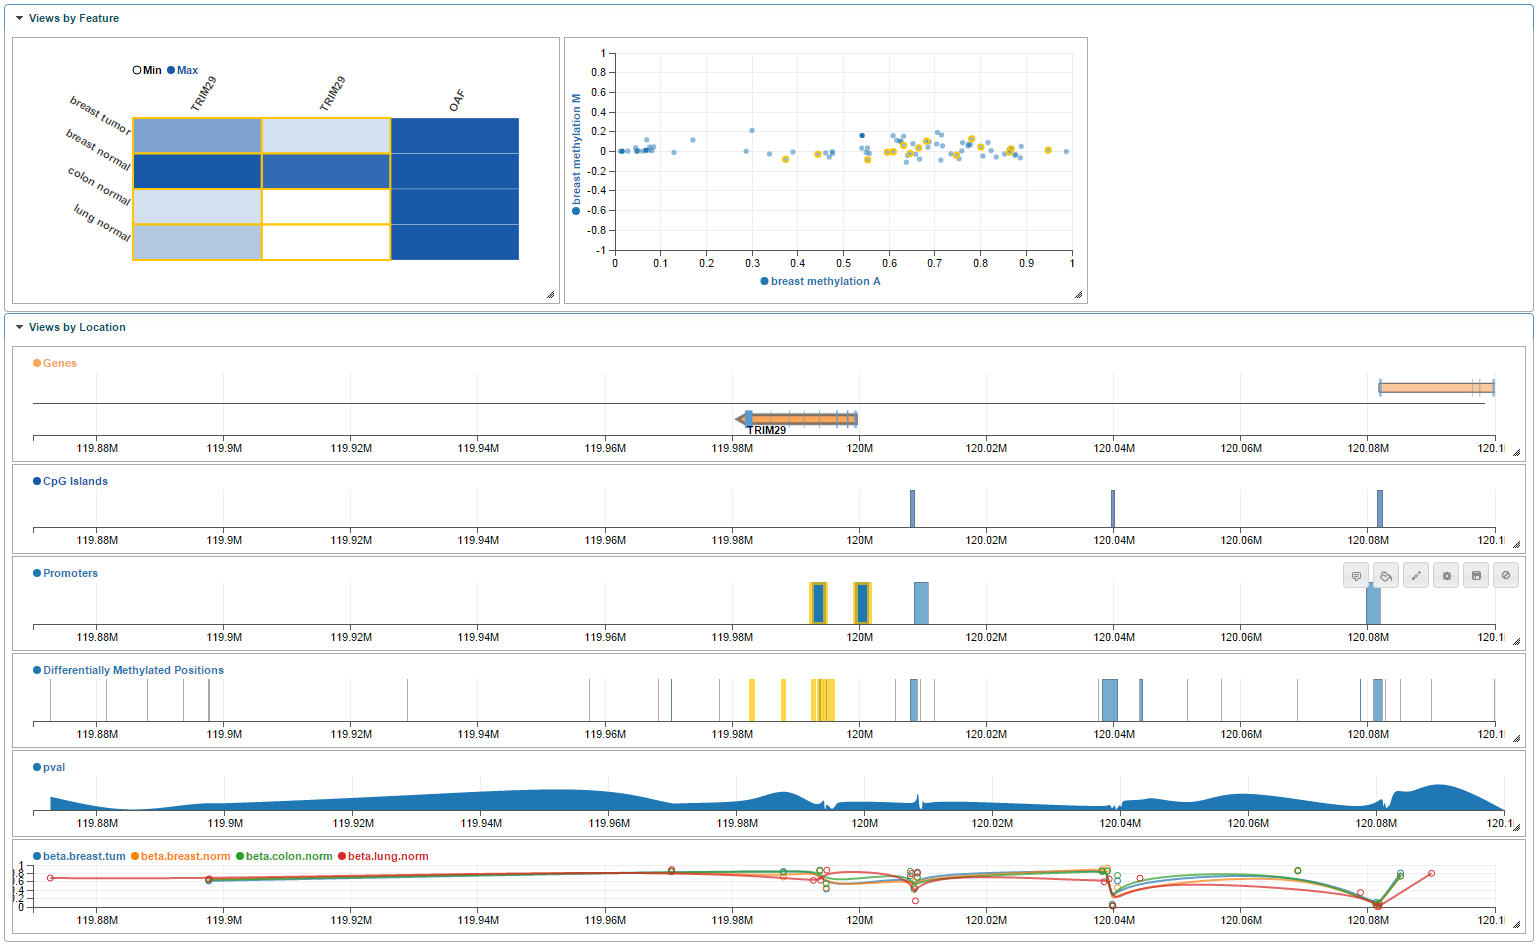 Views by Feature
Min Max
TRIM29 TRIM29 OAF
breast tumor
breast normal
colon normal
lung normal
breast methylation M
1
0.8
0.6
0.4
0.2
0
-0.2
-0.4
-0.6
-0.8
-1
0 0.1 0.2 0.3 0.4 0.5 0.6 0.7 0.8 0.9 1
breast methylation A
Views by Location
Genes
TRIM29
119.88M 119.9M 119.92M 119.94M 119.96M 119.98M 120M 120.02M 120.04M 120.06M 120.08M 120.1
CpG Islands
119.88M 119.9M 119.92M 119.94M 119.96M 119.98M 120M 120.02M 120.04M 120.06M 120.08M 120.1
Promoters
119.88M 119.9M 119.92M 119.94M 119.96M 119.98M 120M 120.02M 120.04M 120.06M 120.08M 120.1
Differentially Methylated Positions
119.88M 119.9M 119.92M 119.94M 119.96M 119.98M 120M 120.02M 120.04M 120.06M 120.08M 120.1
pval
119.88M 119.9M 119.92M 119.94M 119.96M 119.98M 120M 120.02M 120.04M 120.06M 120.08M 120.1
beta.breast.tum beta.breast.norm beta.colon.norm beta.lung.norm
1
0
119.88M 119.9M 119.92M 119.94M 119.96M 119.98M 120M 120.02M 120.04M 120.06M 120.08M 120.1